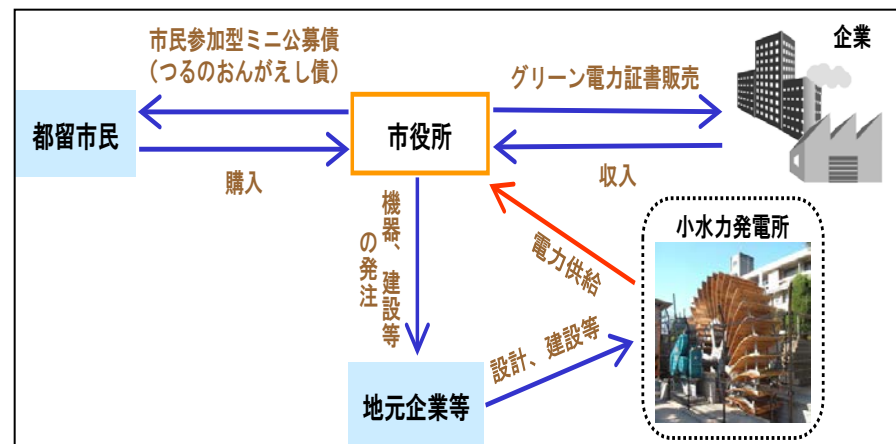 市民参加型ミニ公募債
（つるのおんがえし債）
企業
グリーン電力証書販売
都留市民
市役所
購入
収入
機器、建設等
の発注
小水力発電所
電力供給
設計、建設等
地元企業等